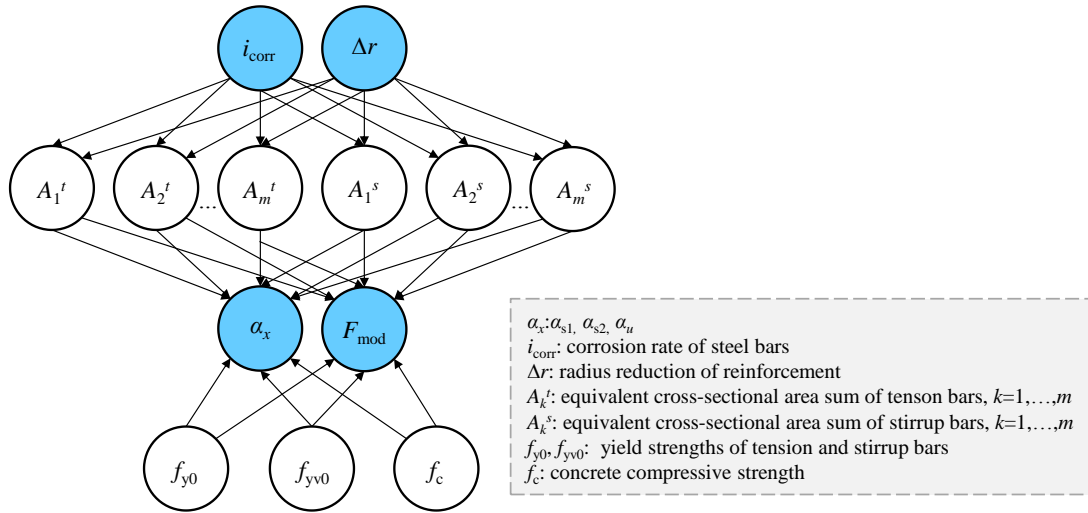 i_corr Δr
A_1^t A_2^t ... A_m^t A_1^s A_2^s ... A_m^s
α_x F_mod
f_y0 f_yv0 f_c
α_x:α_s1, α_s2, α_u
i_corr: corrosion rate of steel bars
Δr: radius reduction of reinforcement
A_k^t: equivalent cross-sectional area sum of tenson bars, k=1,…,m
A_k^s: equivalent cross-sectional area sum of stirrup bars, k=1,…,m
f_y0, f_yv0: yield strengths of tension and stirrup bars
f_c: concrete compressive strength